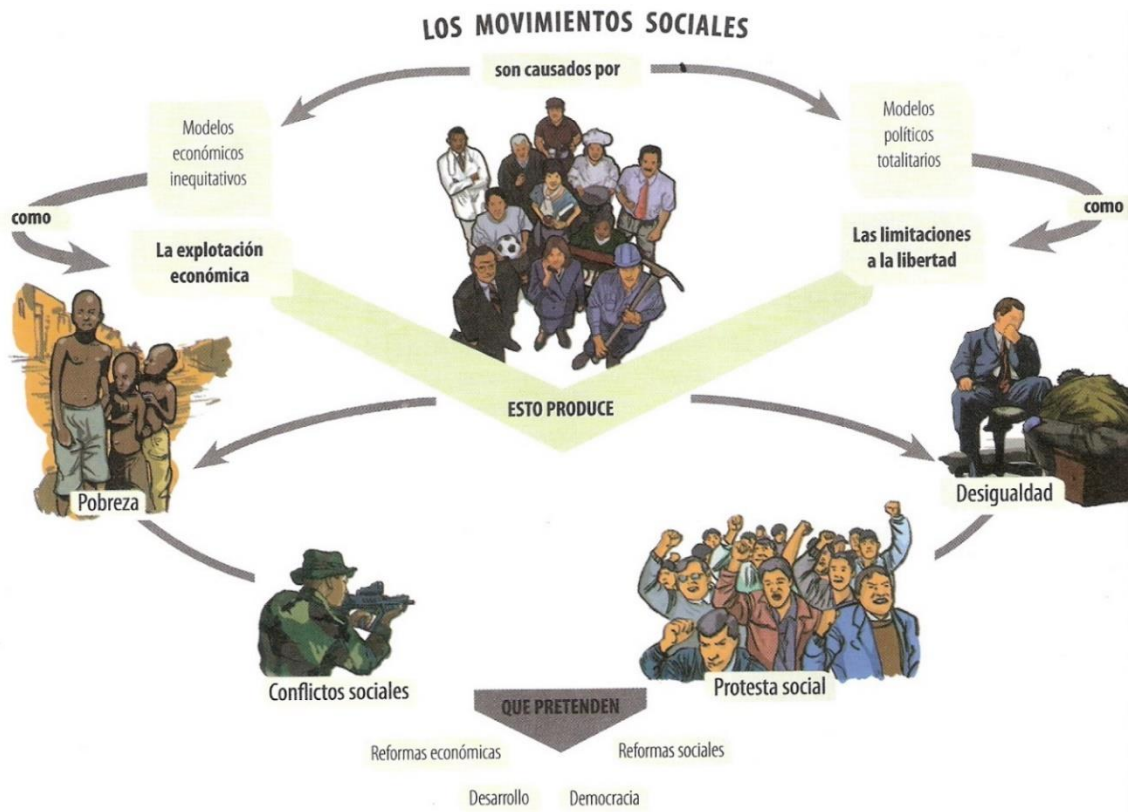 LOS MOVIMIENTOS SOCIALES
son causados por
Modelos
económicos
inequitativos
Modelos
políticos
totalitarios
como
como
La explotación
económica
Las limitaciones
a la libertad
ESTO PRODUCE
Pobreza
Desigualdad
Conflictos sociales
Protesta social
QUE PRETENDEN
Reformas económicas
Reformas sociales
Desarrollo
Democracia